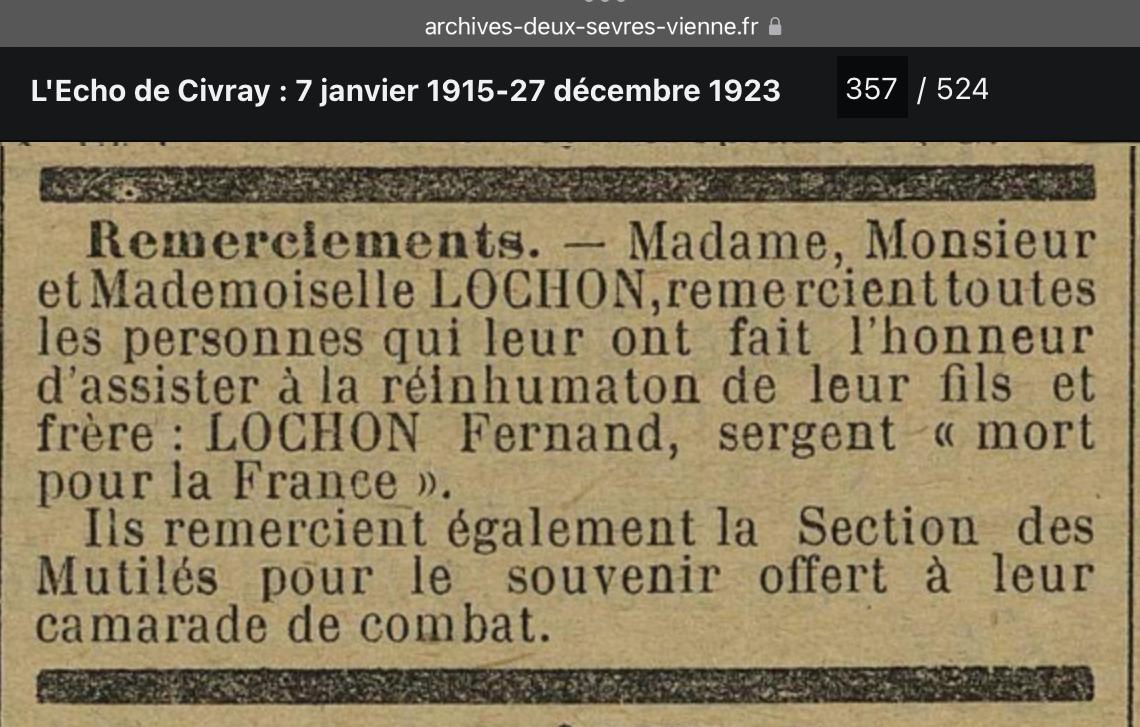 archives-deux-sevres-vienne.fr
L'Echo de Civray : 7 janvier 1915-27 décembre 1923 357 / 524
Remerciements. — Madame, Monsieur
et Mademoiselle LOCHON, remercient toutes
les personnes qui leur ont fait l'honneur
d'assister à la réinhumaton de leur fils et
frère : LOCHON Fernand, sergent « mort
pour la France ».
Ils remercient également la Section des
Mutilés pour le souvenir offert à leur
camarade de combat.